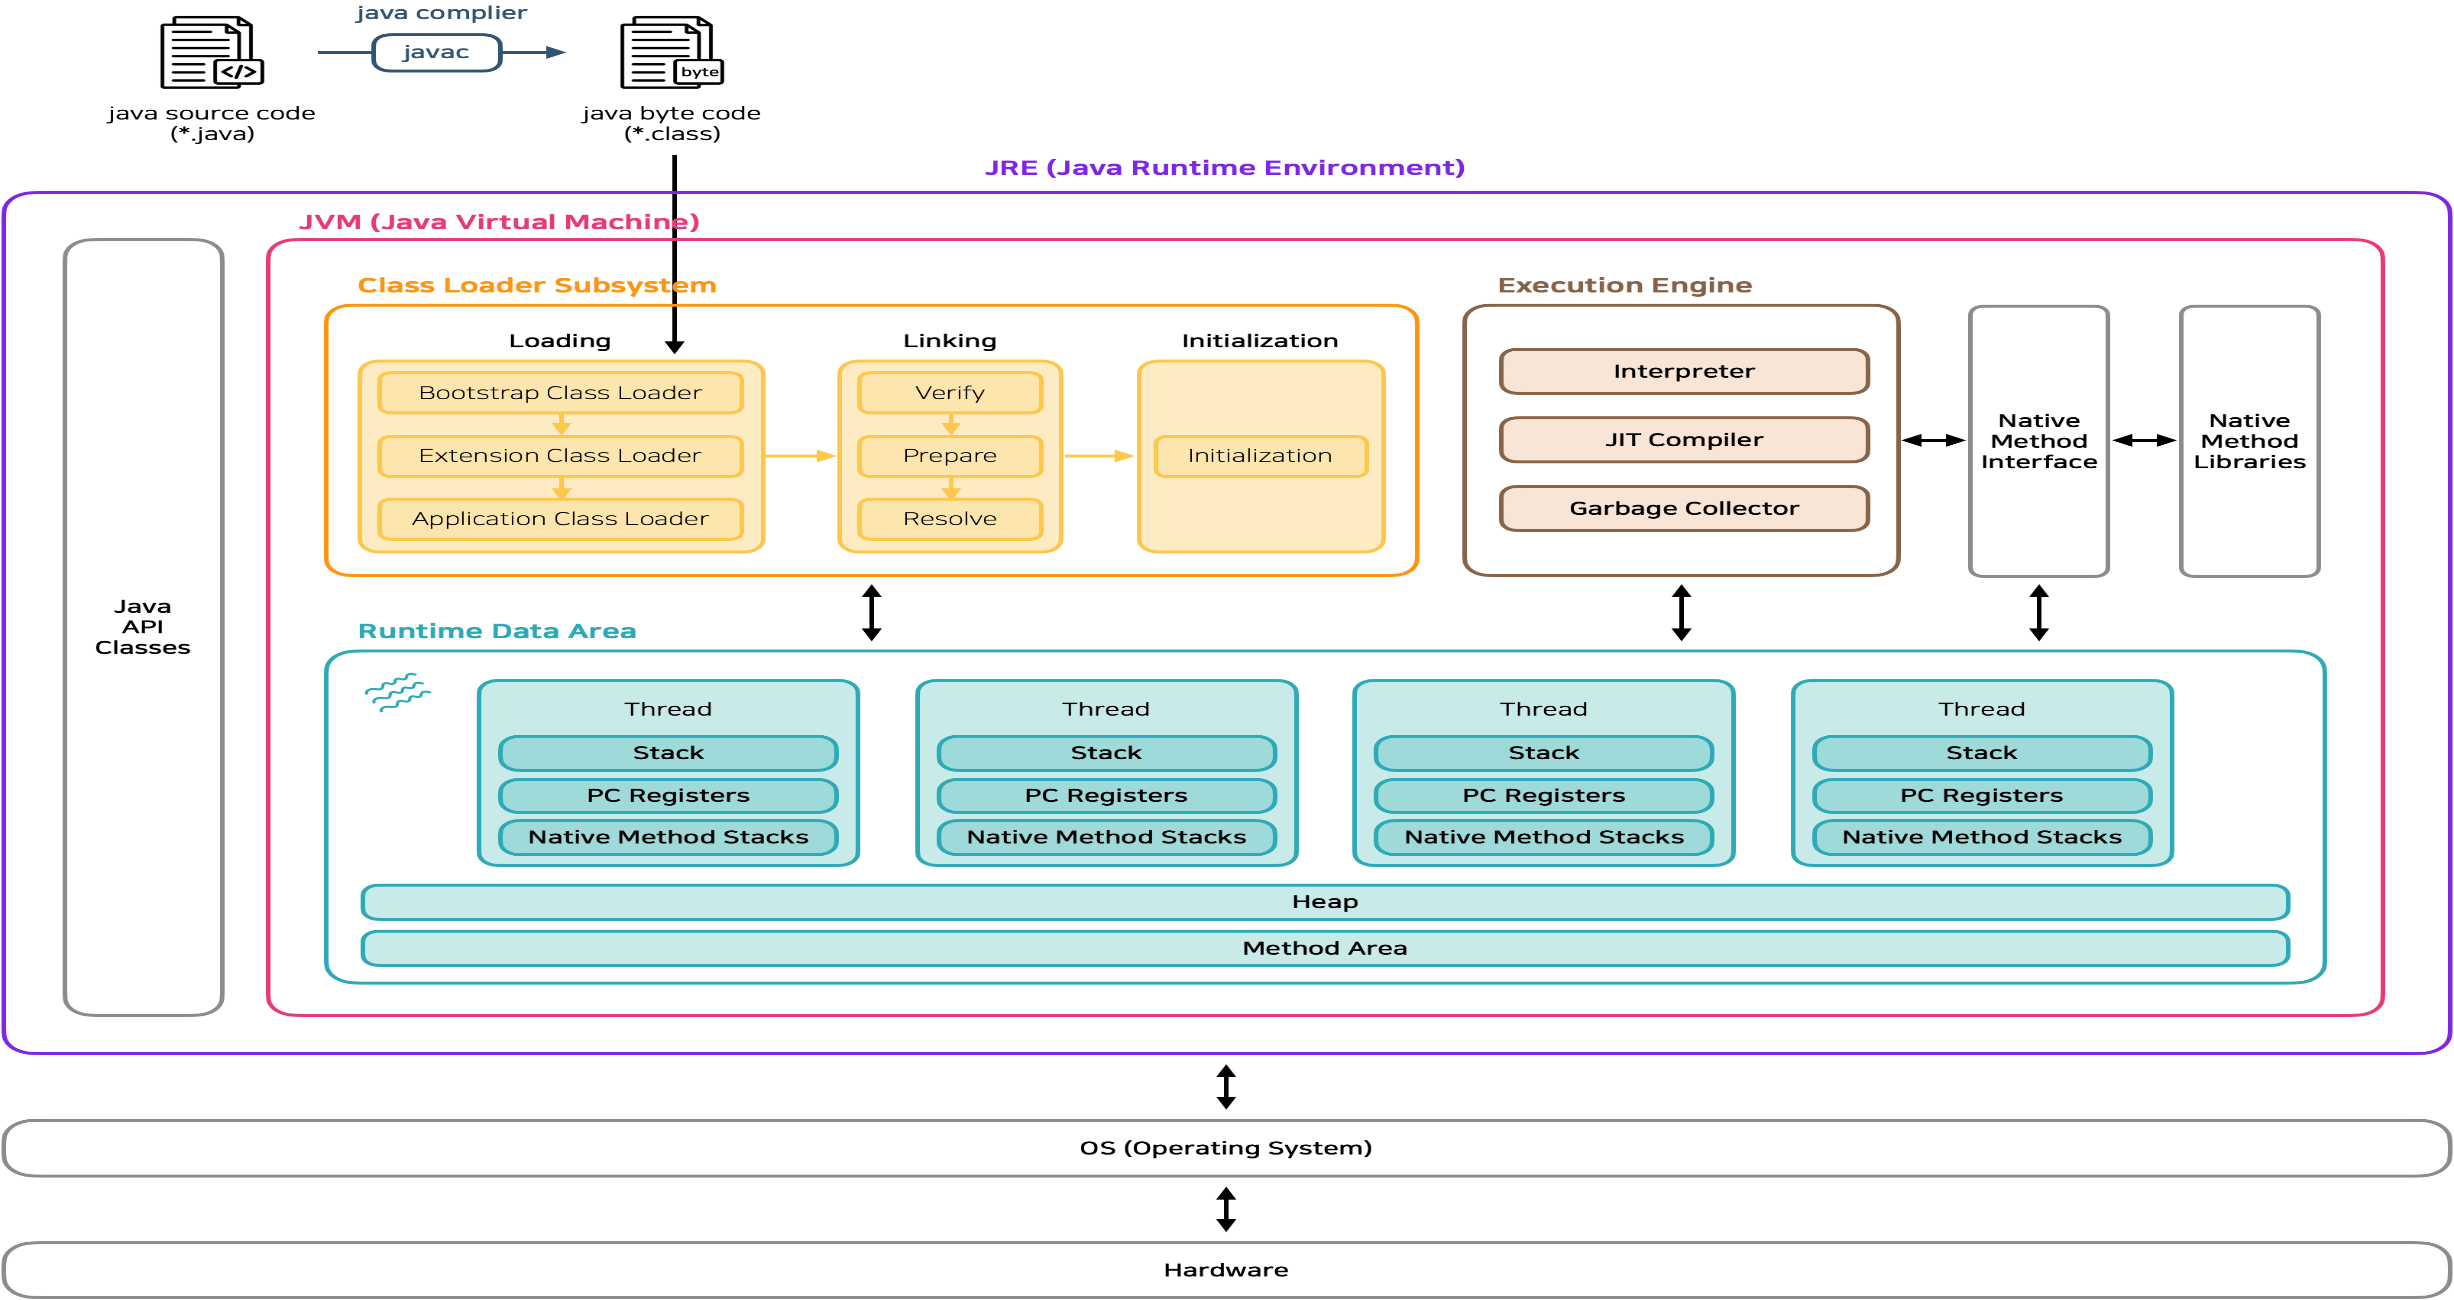 java complier
javac
</>
byte
java source code
(*.java)
java byte code
(*.class)
JRE (Java Runtime Environment)
JVM (Java Virtual Machine)
Java
API
Classes
Class Loader Subsystem
Loading
Bootstrap Class Loader
Extension Class Loader
Application Class Loader
Linking
Verify
Prepare
Resolve
Initialization
Initialization
Execution Engine
Interpreter
JIT Compiler
Garbage Collector
Native
Method
Interface
Native
Method
Libraries
Runtime Data Area
Thread
Stack
PC Registers
Native Method Stacks
Thread
Stack
PC Registers
Native Method Stacks
Thread
Stack
PC Registers
Native Method Stacks
Thread
Stack
PC Registers
Native Method Stacks
Heap
Method Area
OS (Operating System)
Hardware